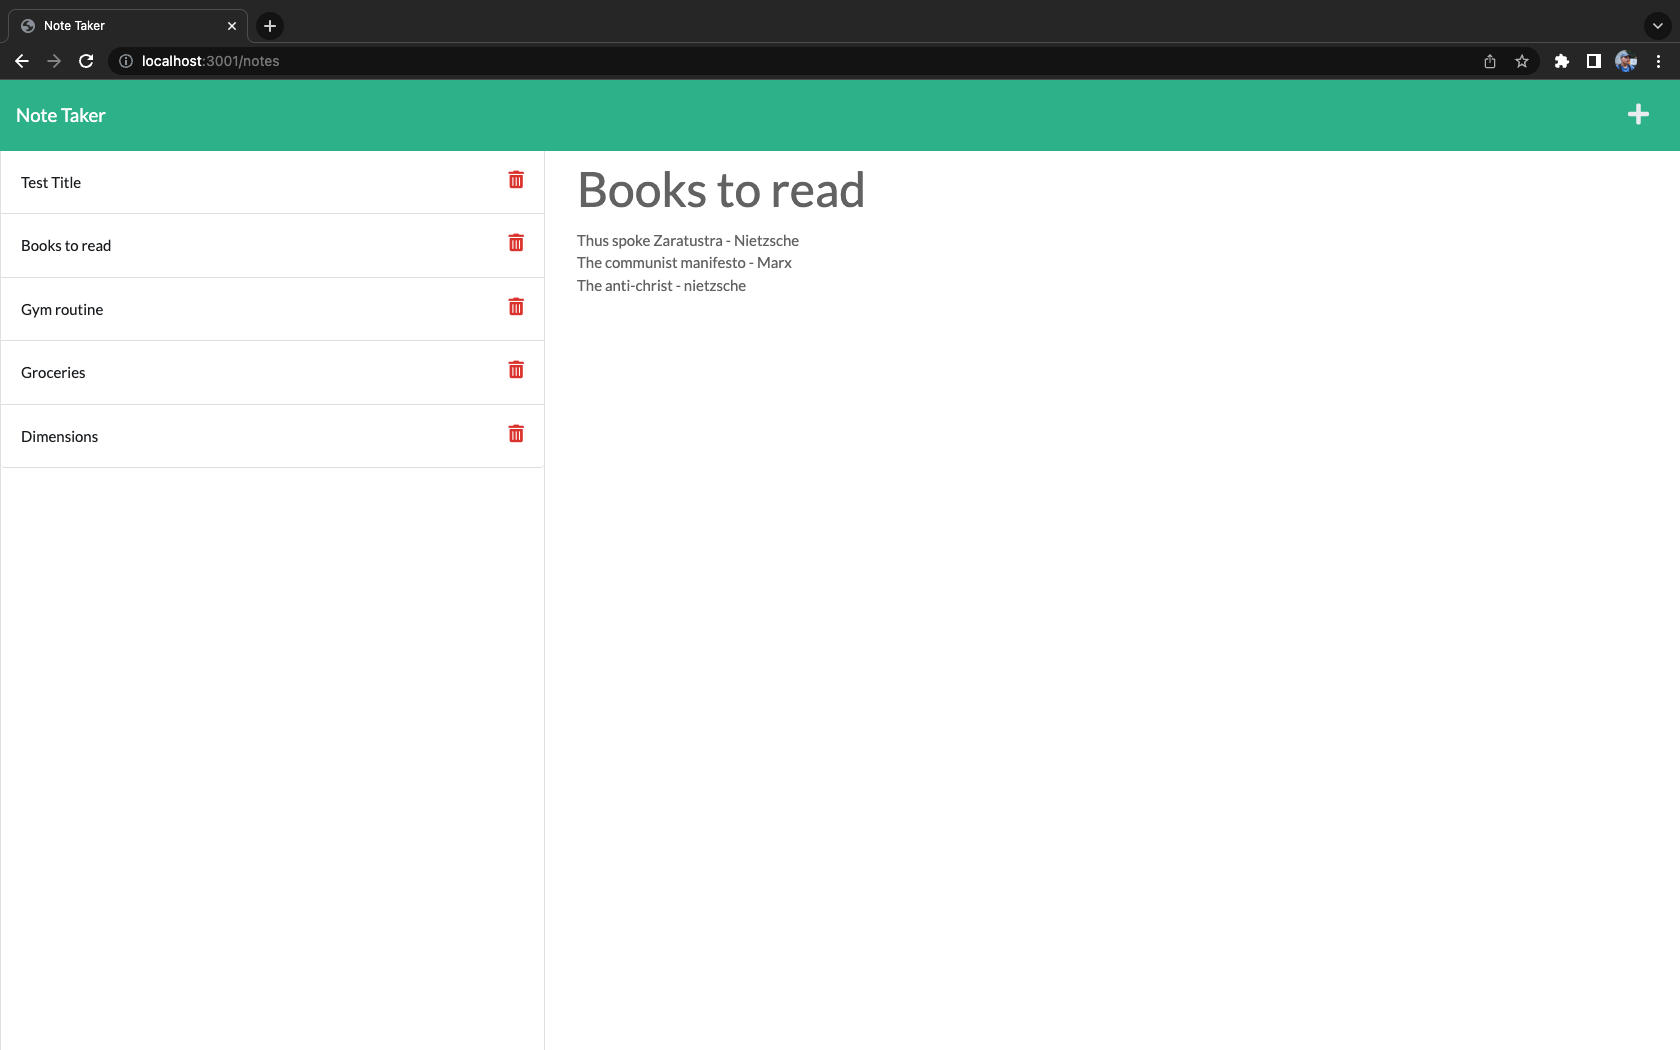 Note Taker
localhost:3001/notes
Note Taker
Test Title
Books to read
Gym routine
Groceries
Dimensions
Books to read
Thus spoke Zaratustra - Nietzsche
The communist manifesto - Marx
The anti-christ - nietzsche